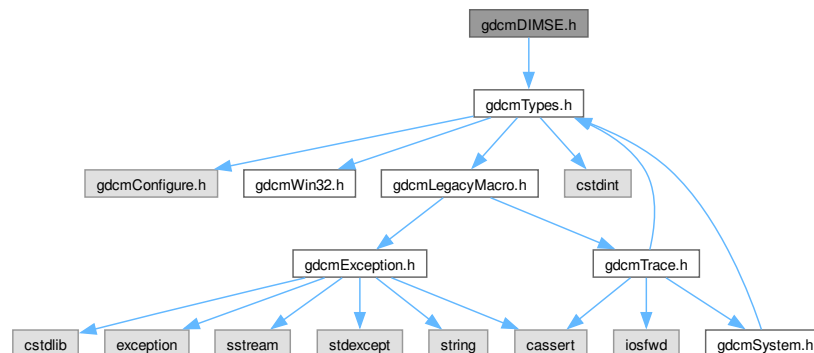 gdcmDIMSE.h
gdcmTypes.h
gdcmConfigure.h
gdcmWin32.h
gdcmLegacyMacro.h
cstdint
gdcmException.h
gdcmTrace.h
cstdlib
exception
sstream
stdexcept
string
cassert
iosfwd
gdcmSystem.h